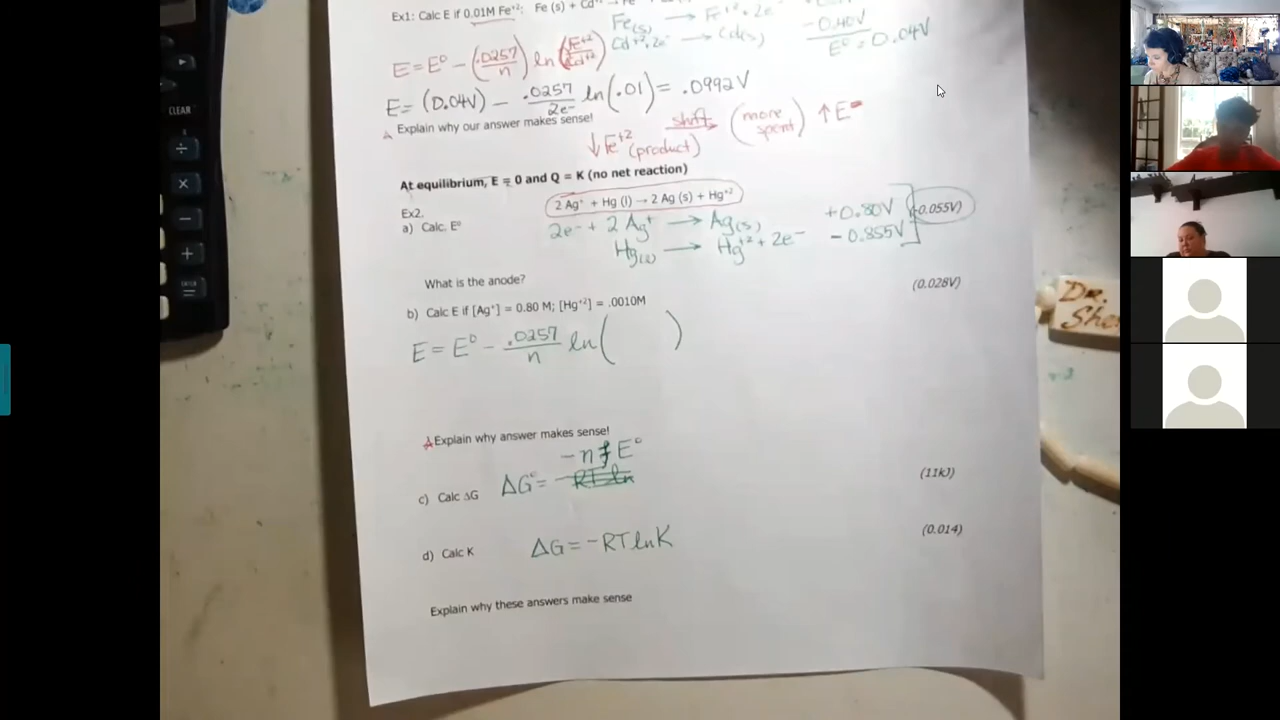 Ex1: Calc E if 0.01M Fe⁺²: Fe (s) + Cd
Fe(s) → Fe⁺² + 2e⁻
Cd⁺² + 2e⁻ → Cd(s)
-0.40V
E° = 0.04V
E = E° - (.0257/n) ln (Fe⁺²/Cd⁺²)
E = (0.04V) - .0257/2e⁻ ln(.01) = .0992V
Explain why our answer makes sense!
↓Fe⁺² (product) shift → (more spont) ↑E°
At equilibrium, E = 0 and Q = K (no net reaction)
Ex2. 2 Ag⁺ + Hg (l) → 2 Ag (s) + Hg⁺²
a) Calc. E° 2e⁻ + 2 Ag⁺ → Ag(s) +0.80V (-0.055V)
Hg(l) → Hg⁺² + 2e⁻ - 0.855V
What is the anode?
(0.028V)
b) Calc E if [Ag⁺] = 0.80 M; [Hg⁺²] = .0010M
E = E° - .0257/n ln ( )
Explain why answer makes sense!
-nƒE°
c) Calc ΔG ΔG° = -RT ln (11kJ)
d) Calc K ΔG = -RT lnK (0.014)
Explain why these answers make sense
CLEAR
÷
×
-
+
ENTER
DR.
She